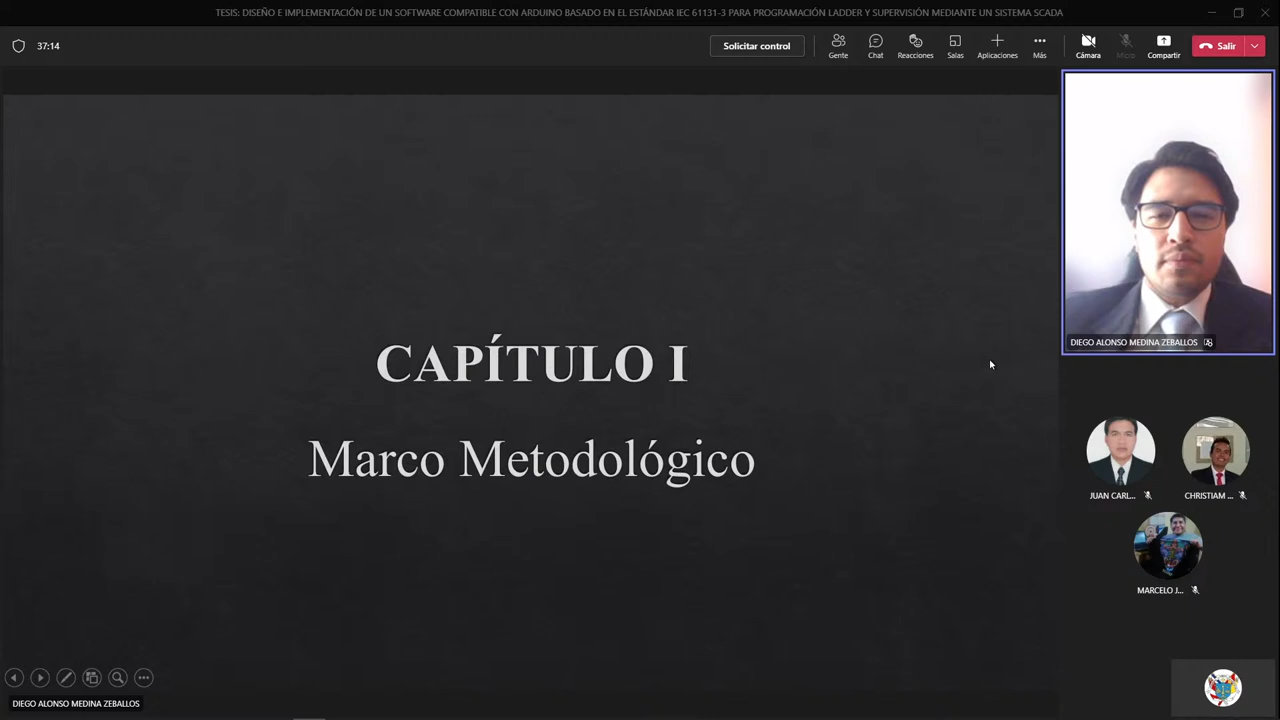 TESIS: DISEÑO E IMPLEMENTACIÓN DE UN SOFTWARE COMPATIBLE CON ARDUINO BASADO EN EL ESTÁNDAR IEC 61131-3 PARA PROGRAMACIÓN LADDER Y SUPERVISIÓN MEDIANTE UN SISTEMA SCADA
37:14
Solicitar control
Gente
Chat
Reacciones
Salas
Aplicaciones
Más
Cámara
Micro
Compartir
Salir
CAPÍTULO I
Marco Metodológico
DIEGO ALONSO MEDINA ZEBALLOS
JUAN CARL...
CHRISTIAM ...
MARCELO J...
DIEGO ALONSO MEDINA ZEBALLOS